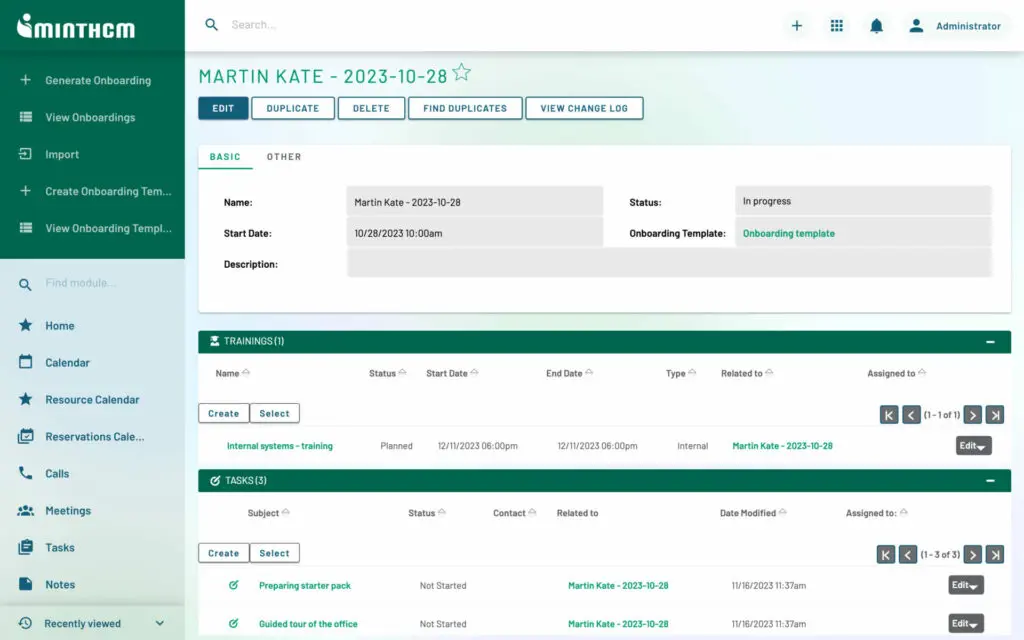 MINTHCM
Search...
Administrator
Generate Onboarding
View Onboardings
Import
Create Onboarding Tem...
View Onboarding Templ...
Find module...
Home
Calendar
Resource Calendar
Reservations Cale...
Calls
Meetings
Tasks
Notes
Recently viewed
MARTIN KATE - 2023-10-28
EDIT DUPLICATE DELETE FIND DUPLICATES VIEW CHANGE LOG
BASIC OTHER
Name: Martin Kate - 2023-10-28 Status: In progress
Start Date: 10/28/2023 10:00am Onboarding Template: Onboarding template
Description:
TRAININGS (1)
Name Status Start Date End Date Type Related to Assigned to
Create Select (1 - 1 of 1)
Internal systems - training Planned 12/11/2023 06:00pm 12/11/2023 06:00pm Internal Martin Kate - 2023-10-28 Edit
TASKS (3)
Subject Status Contact Related to Date Modified Assigned to:
Create Select (1 - 3 of 3)
Preparing starter pack Not Started Martin Kate - 2023-10-28 11/16/2023 11:37am Edit
Guided tour of the office Not Started Martin Kate - 2023-10-28 11/16/2023 11:37am Edit